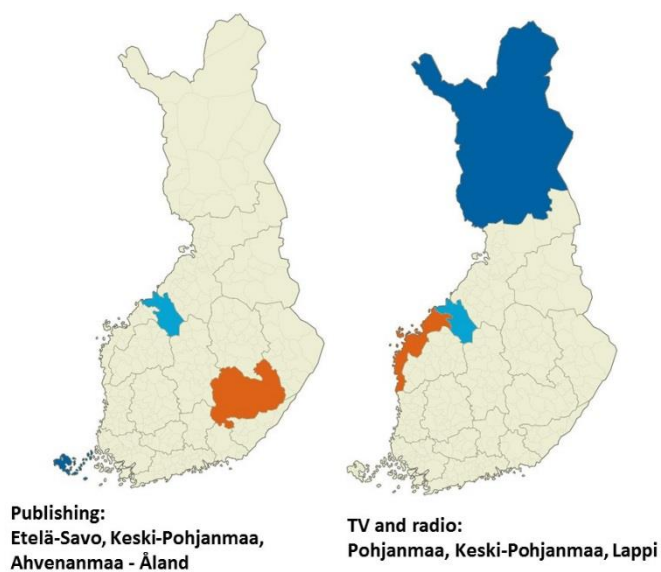 Publishing:
Etelä-Savo, Keski-Pohjanmaa,
Ahvenanmaa - Åland
TV and radio:
Pohjanmaa, Keski-Pohjanmaa, Lappi